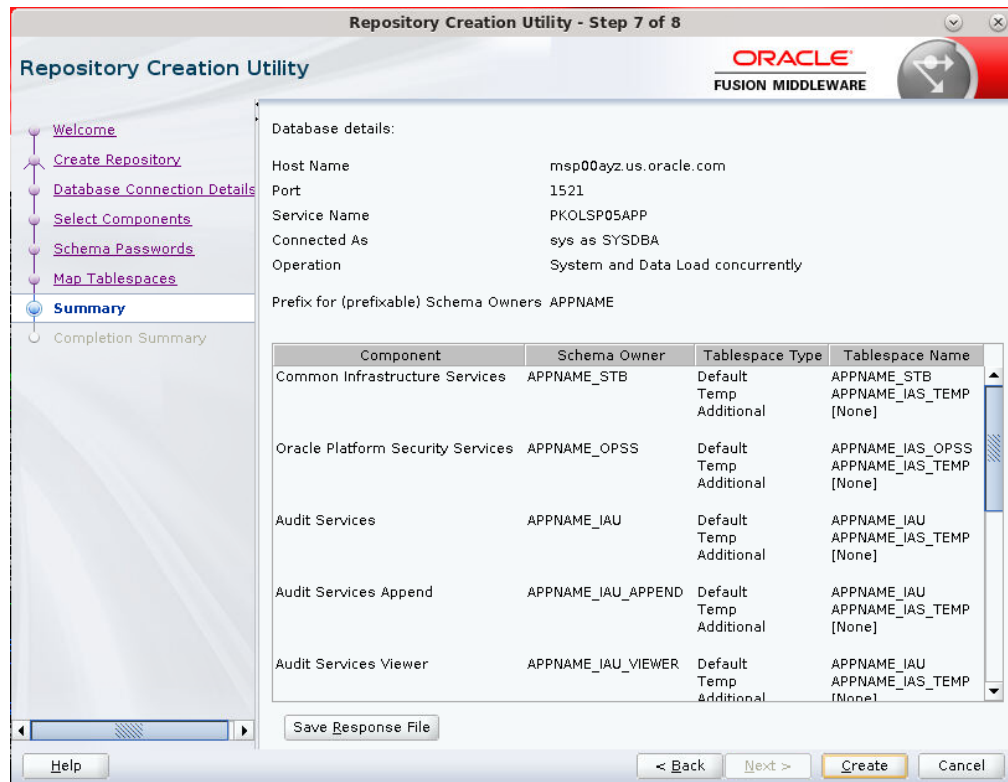 Repository Creation Utility - Step 7 of 8
Repository Creation Utility
ORACLE
FUSION MIDDLEWARE
Welcome
Create Repository
Database Connection Details
Select Components
Schema Passwords
Map Tablespaces
Summary
Completion Summary
Database details:
Host Name msp00ayz.us.oracle.com
Port 1521
Service Name PKOLSP05APP
Connected As sys as SYSDBA
Operation System and Data Load concurrently
Prefix for (prefixable) Schema Owners APPNAME
Component Schema Owner Tablespace Type Tablespace Name
Common Infrastructure Services APPNAME_STB Default APPNAME_STB
Temp APPNAME_IAS_TEMP
Additional [None]
Oracle Platform Security Services APPNAME_OPSS Default APPNAME_IAS_OPSS
Temp APPNAME_IAS_TEMP
Additional [None]
Audit Services APPNAME_IAU Default APPNAME_IAU
Temp APPNAME_IAS_TEMP
Additional [None]
Audit Services Append APPNAME_IAU_APPEND Default APPNAME_IAU
Temp APPNAME_IAS_TEMP
Additional [None]
Audit Services Viewer APPNAME_IAU_VIEWER Default APPNAME_IAU
Temp APPNAME_IAS_TEMP
Additional [None]
Save Response File
Help < Back Next > Create Cancel